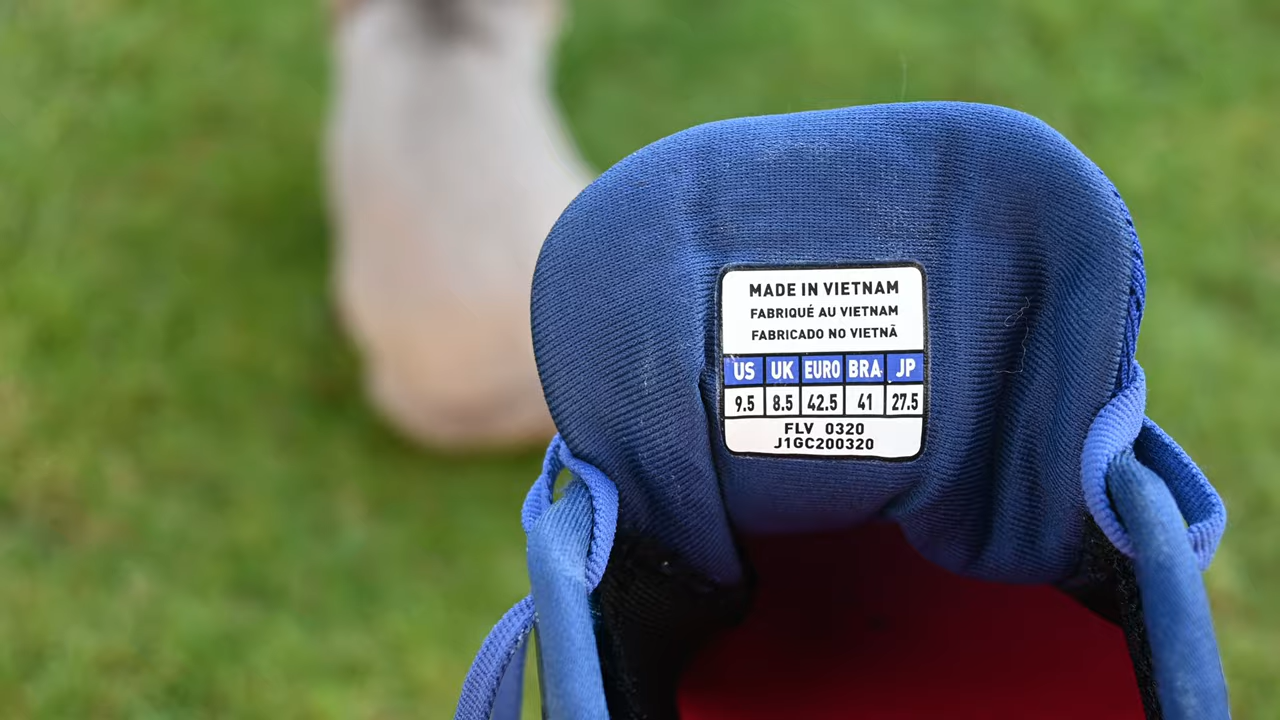 MADE IN VIETNAM
FABRIQUÉ AU VIETNAM
FABRICADO NO VIETNÃ
US UK EURO BRA JP
9.5 8.5 42.5 41 27.5
FLV 0320
J1GC200320